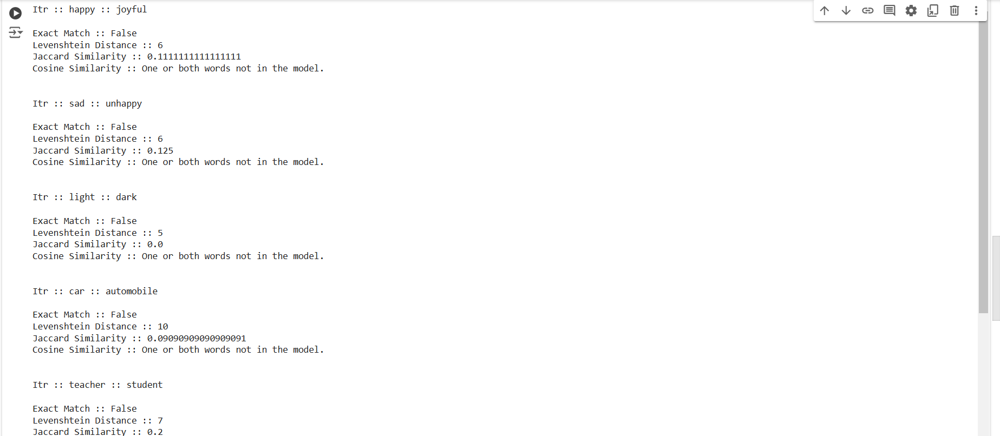 Itr :: happy :: joyful
Exact Match :: False
Levenshtein Distance :: 6
Jaccard Similarity :: 0.1111111111111111
Cosine Similarity :: One or both words not in the model.
Itr :: sad :: unhappy
Exact Match :: False
Levenshtein Distance :: 6
Jaccard Similarity :: 0.125
Cosine Similarity :: One or both words not in the model.
Itr :: light :: dark
Exact Match :: False
Levenshtein Distance :: 5
Jaccard Similarity :: 0.0
Cosine Similarity :: One or both words not in the model.
Itr :: car :: automobile
Exact Match :: False
Levenshtein Distance :: 10
Jaccard Similarity :: 0.09090909090909091
Cosine Similarity :: One or both words not in the model.
Itr :: teacher :: student
Exact Match :: False
Levenshtein Distance :: 7
Jaccard Similarity :: 0.2